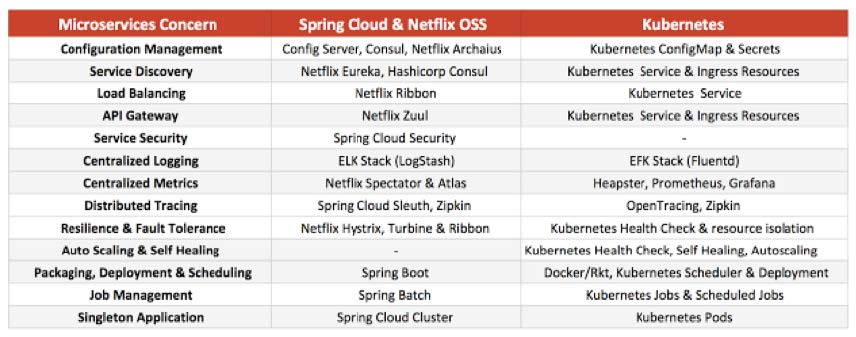 Microservices Concern Spring Cloud & Netflix OSS Kubernetes
Configuration Management Config Server, Consul, Netflix Archaius Kubernetes ConfigMap & Secrets
Service Discovery Netflix Eureka, Hashicorp Consul Kubernetes Service & Ingress Resources
Load Balancing Netflix Ribbon Kubernetes Service
API Gateway Netflix Zuul Kubernetes Service & Ingress Resources
Service Security Spring Cloud Security -
Centralized Logging ELK Stack (LogStash) EFK Stack (Fluentd)
Centralized Metrics Netflix Spectator & Atlas Heapster, Prometheus, Grafana
Distributed Tracing Spring Cloud Sleuth, Zipkin OpenTracing, Zipkin
Resilience & Fault Tolerance Netflix Hystrix, Turbine & Ribbon Kubernetes Health Check & resource isolation
Auto Scaling & Self Healing - Kubernetes Health Check, Self Healing, Autoscaling
Packaging, Deployment & Scheduling Spring Boot Docker/Rkt, Kubernetes Scheduler & Deployment
Job Management Spring Batch Kubernetes Jobs & Scheduled Jobs
Singleton Application Spring Cloud Cluster Kubernetes Pods